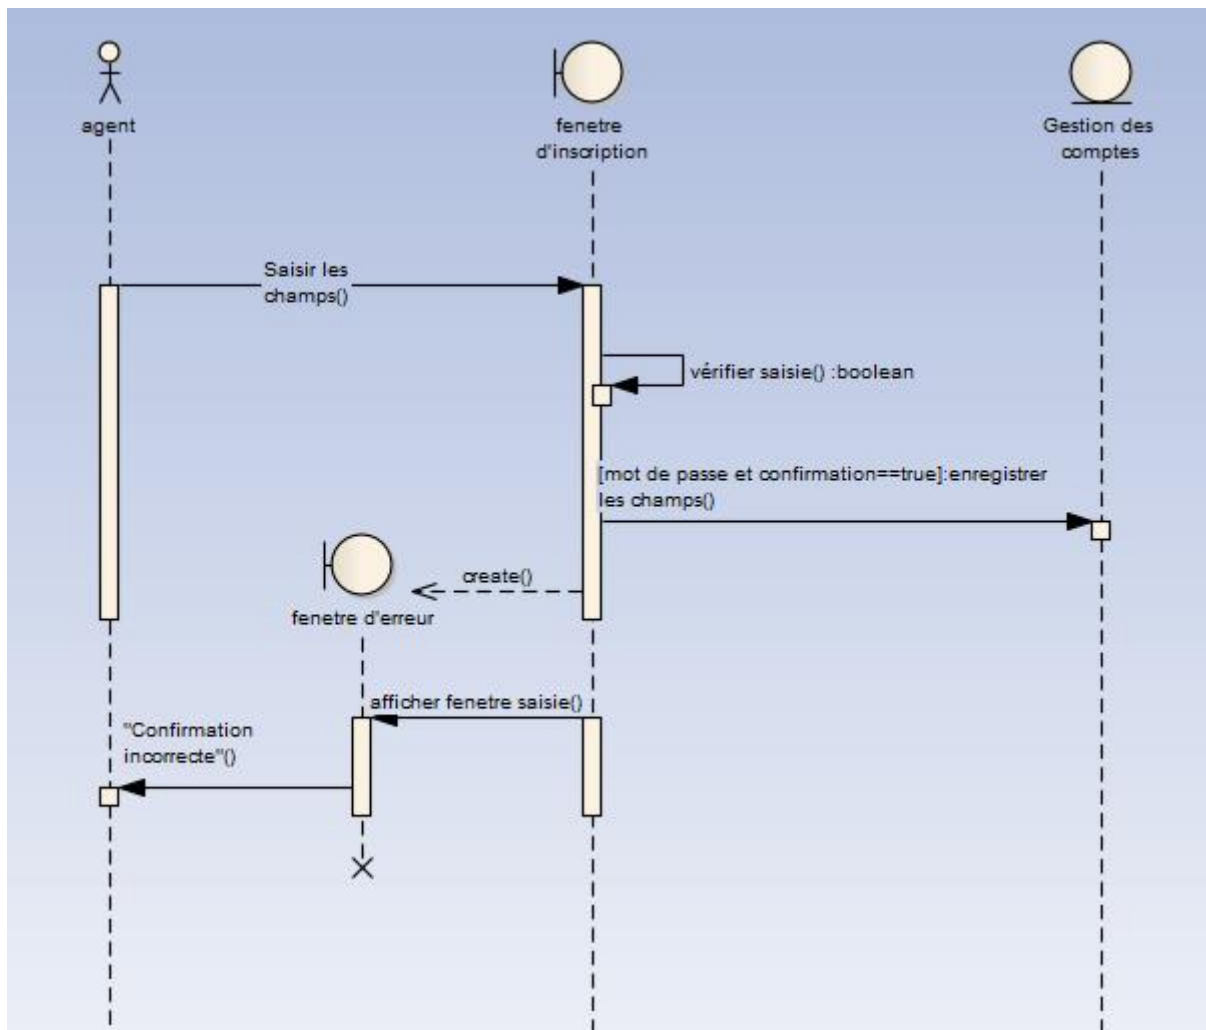 agent
fenetre
d'inscription
Gestion des
comptes
Saisir les
champs()
vérifier saisie() :boolean
[mot de passe et confirmation==true]:enregistrer
les champs()
create()
fenetre d'erreur
afficher fenetre saisie()
"Confirmation
incorrecte"()